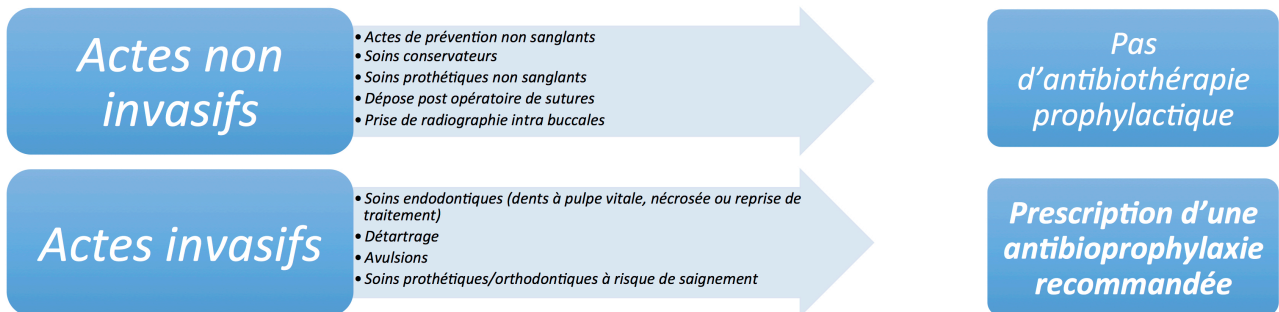 Actes non
invasifs
• Actes de prévention non sanglants
• Soins conservateurs
• Soins prothétiques non sanglants
• Dépose post opératoire de sutures
• Prise de radiographie intra buccales
Pas
d’antibiothérapie
prophylactique
Actes invasifs
• Soins endodontiques (dents à pulpe vitale, nécrosée ou reprise de
traitement)
• Détartrage
• Avulsions
• Soins prothétiques/orthodontiques à risque de saignement
Prescription d’une
antibioprophylaxie
recommandée